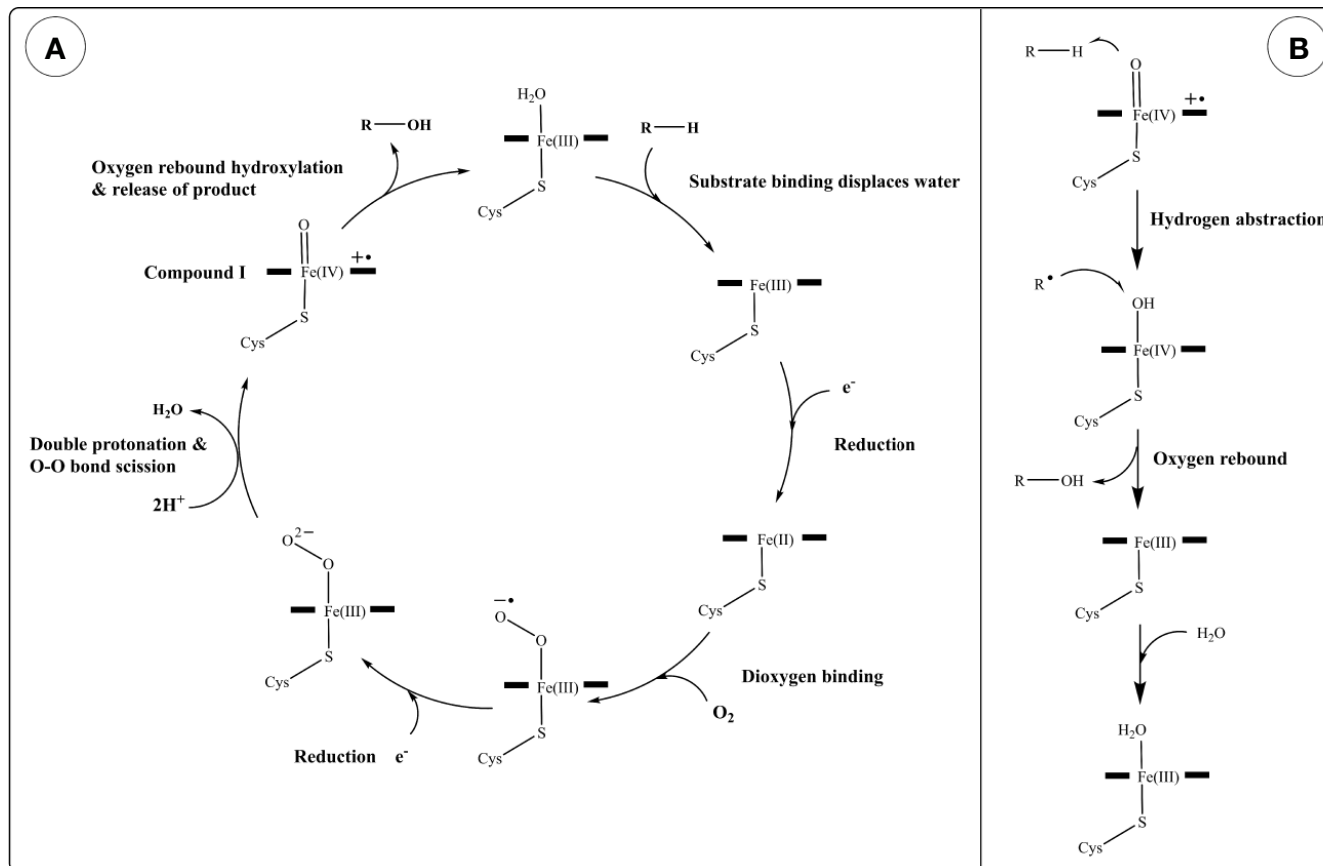 A
H₂O
Fe(III)
S
Cys
R—H
Substrate binding displaces water
Fe(III)
S
Cys
e⁻
Reduction
Fe(II)
S
Cys
Dioxygen binding
O₂
−•
O
O
Fe(III)
S
Cys
Reduction e⁻
O²⁻
O
Fe(III)
S
Cys
Double protonation &
O-O bond scission
2H⁺
H₂O
Compound I
O
Fe(IV)
+•
S
Cys
Oxygen rebound hydroxylation
& release of product
R—OH
B
R—H
O
Fe(IV)
+•
S
Cys
Hydrogen abstraction
R•
OH
Fe(IV)
S
Cys
Oxygen rebound
R—OH
Fe(III)
S
Cys
H₂O
H₂O
Fe(III)
S
Cys